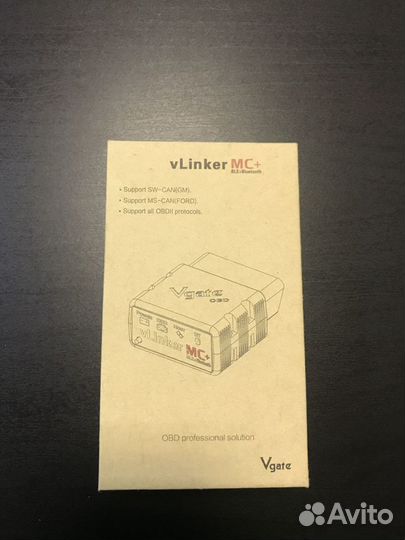 vLinker MC+
BLE+Bluetooth
• Support SW-CAN(GM).
• Support MS-CAN(FORD).
• Support all OBDII protocols.
Vgate
OBD
vLinker MC+
OBD professional solution
Vgate
Avito